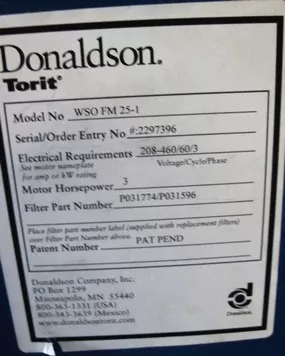 Donaldson.
Torit®
Model No WSO FM 25-1
Serial/Order Entry No #:2297396
Electrical Requirements 208-460/60/3
See motor nameplate Voltage/Cycle/Phase
for amp or kW rating
Motor Horsepower 3
Filter Part Number P031774/P031596
Place filter part number label (supplied with replacement filters)
over Filter Part Number above
Patent Number PAT PEND
Donaldson Company, Inc.
PO Box 1299
Minneapolis, MN 55440
800-365-1331 (USA)
800-343-3639 (Mexico)
www.donaldsontorit.com
Donaldson.